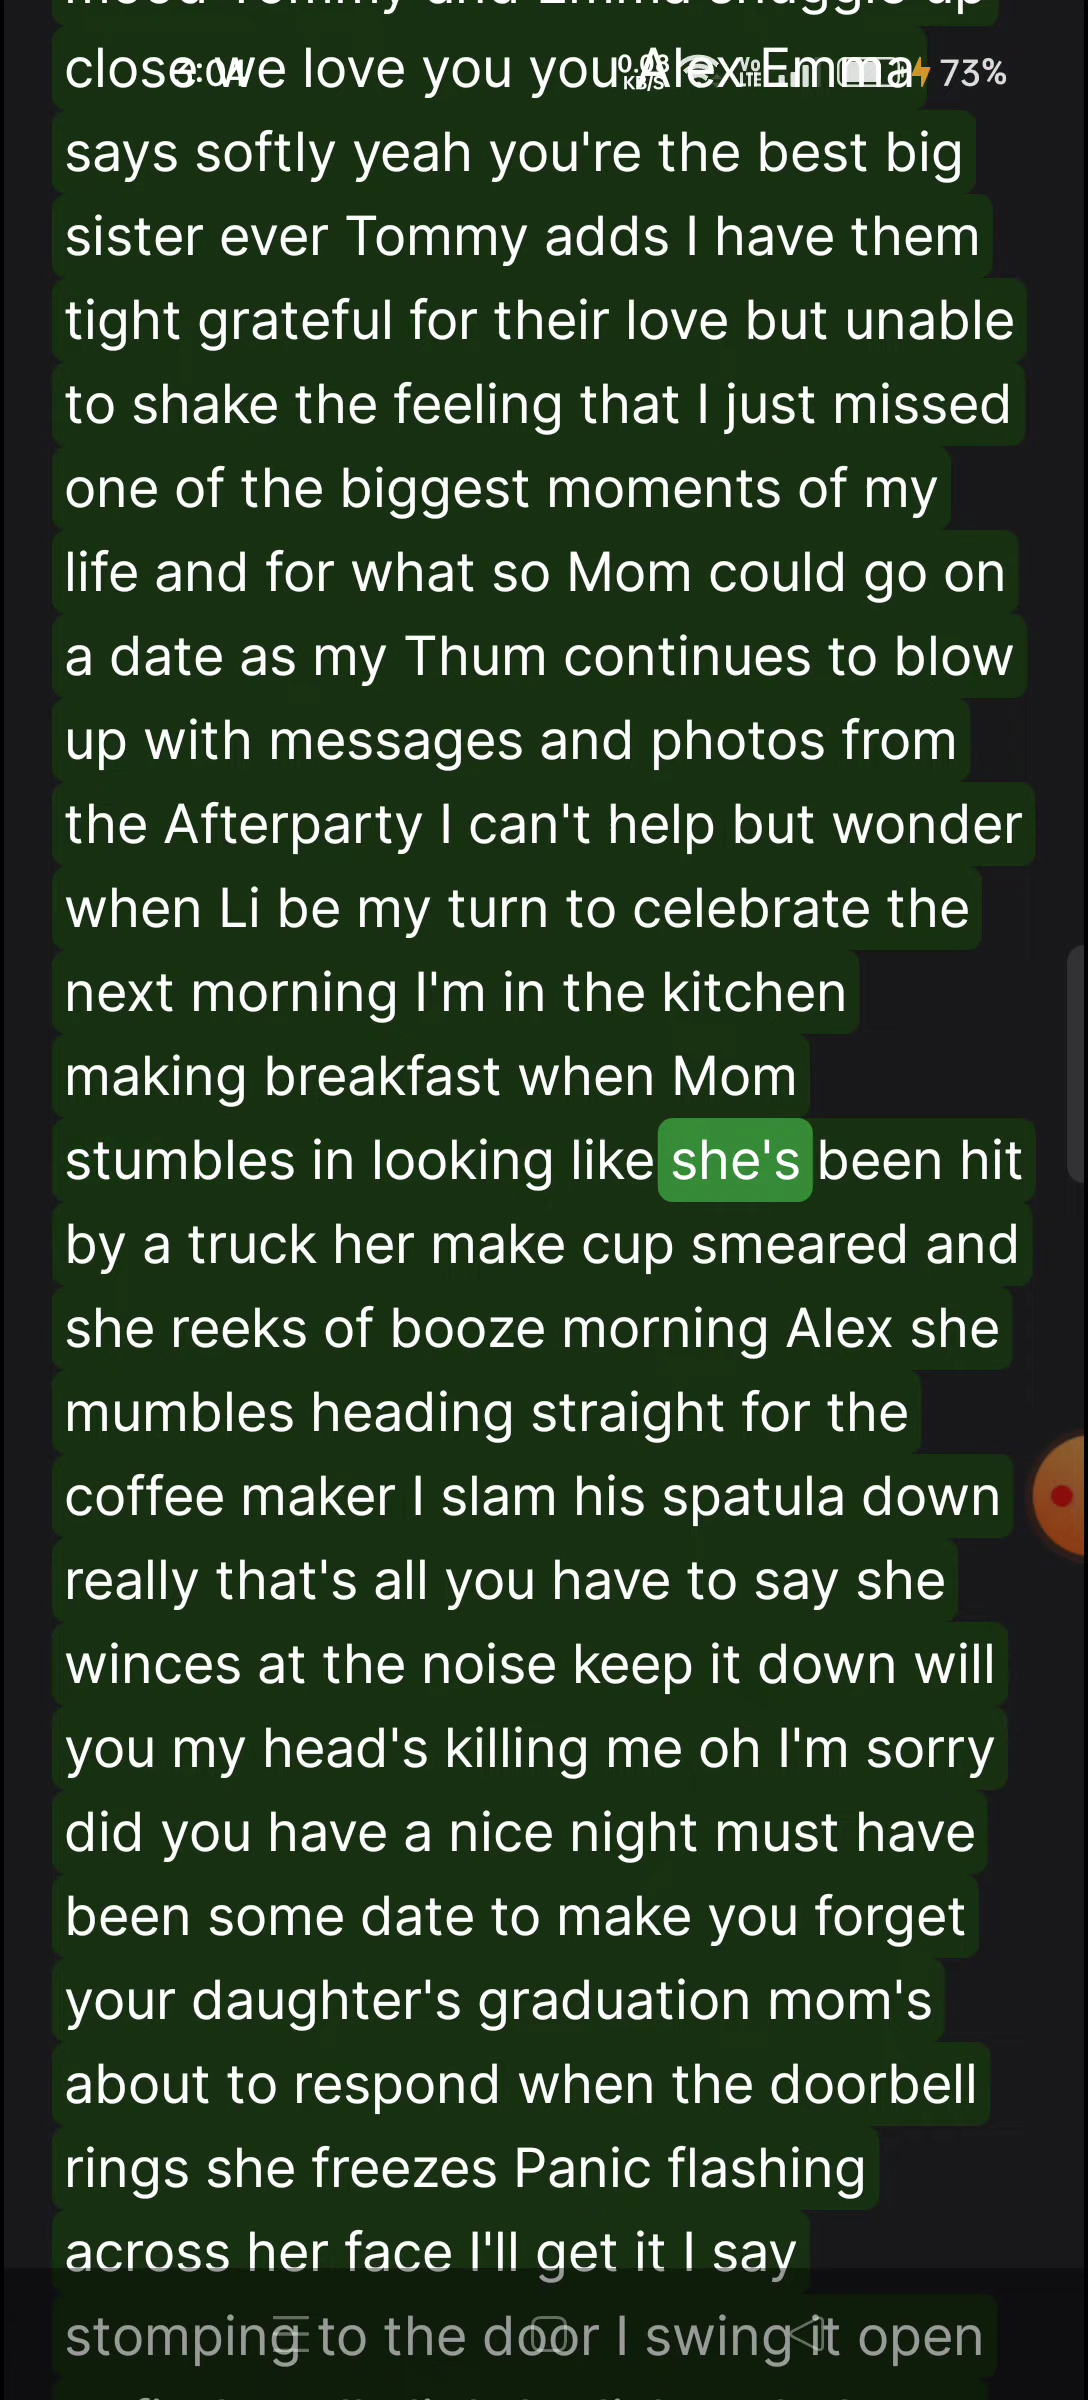 close we love you you Alex Emma
0.03 KB/S
Vo LTE
73%
says softly yeah you're the best big
sister ever Tommy adds I have them
tight grateful for their love but unable
to shake the feeling that I just missed
one of the biggest moments of my
life and for what so Mom could go on
a date as my Thum continues to blow
up with messages and photos from
the Afterparty I can't help but wonder
when Li be my turn to celebrate the
next morning I'm in the kitchen
making breakfast when Mom
stumbles in looking like she's been hit
by a truck her make cup smeared and
she reeks of booze morning Alex she
mumbles heading straight for the
coffee maker I slam his spatula down
really that's all you have to say she
winces at the noise keep it down will
you my head's killing me oh I'm sorry
did you have a nice night must have
been some date to make you forget
your daughter's graduation mom's
about to respond when the doorbell
rings she freezes Panic flashing
across her face I'll get it I say
stomping to the door I swing it open